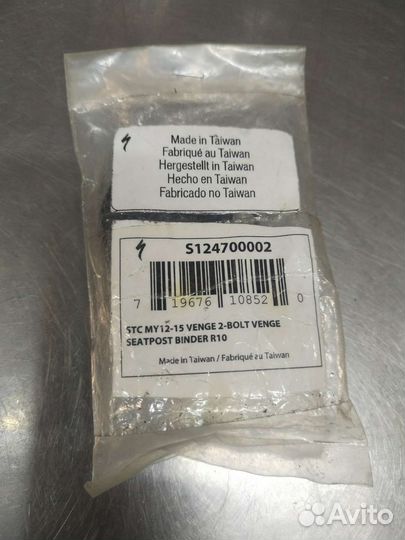 Made in Taiwan
Fabriqué au Taiwan
Hergestellt in Taiwan
Hecho en Taiwan
Fabricado no Taiwan
S124700002
7 19676 10852 0
STC MY12-15 VENGE 2-BOLT VENGE
SEATPOST BINDER R10
Made in Taiwan / Fabriqué au Taiwan
Avito